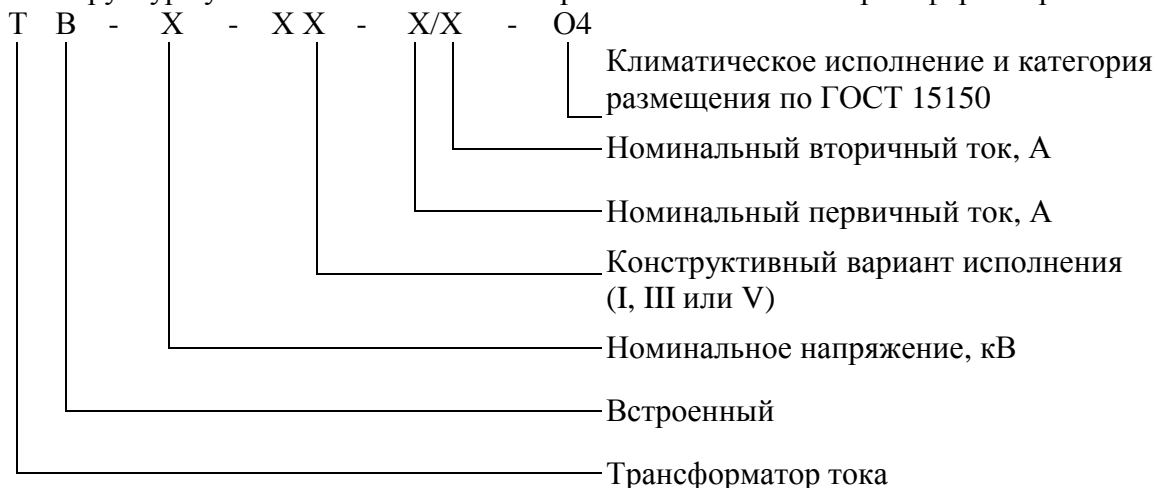 Т В - Х - Х Х - Х/Х - О4
Климатическое исполнение и категория
размещения по ГОСТ 15150
Номинальный вторичный ток, А
Номинальный первичный ток, А
Конструктивный вариант исполнения
(I, III или V)
Номинальное напряжение, кВ
Встроенный
Трансформатор тока